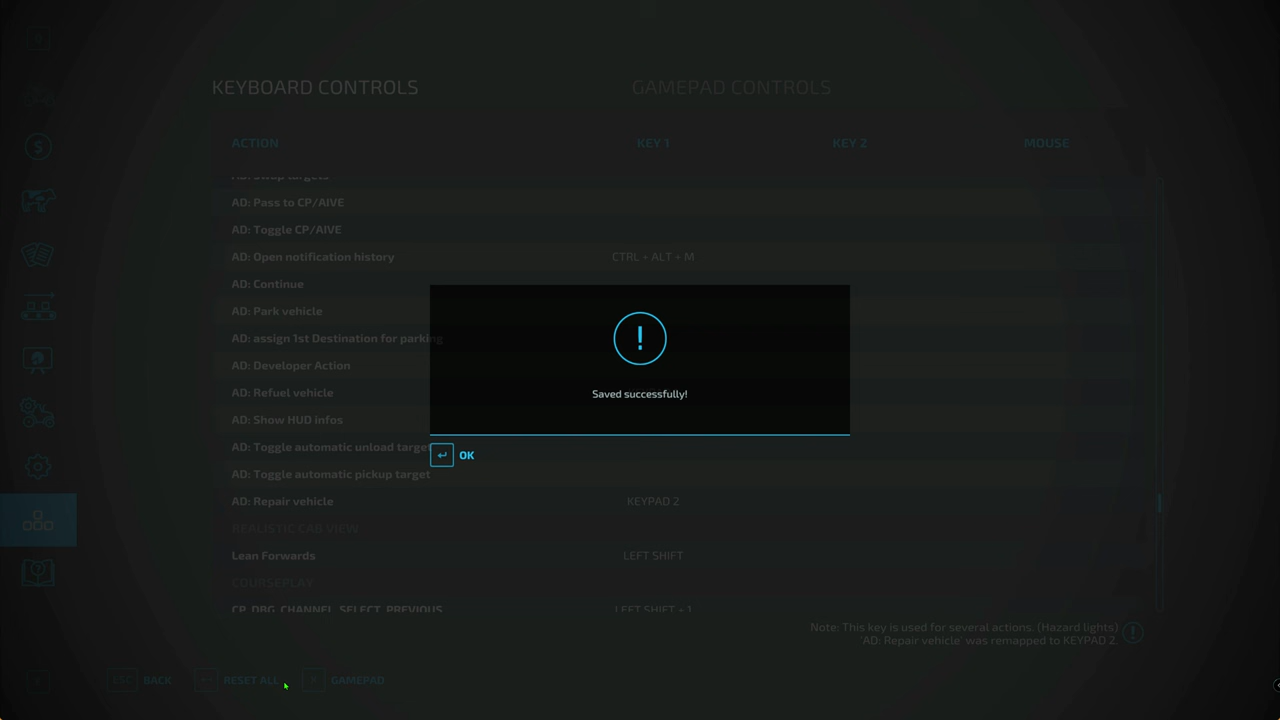 KEYBOARD CONTROLS GAMEPAD CONTROLS
ACTION KEY 1 KEY 2 MOUSE
AD: Swap targets
AD: Pass to CP/AIVE
AD: Toggle CP/AIVE
AD: Open notification history CTRL + ALT + M
AD: Continue
AD: Park vehicle
AD: assign 1st Destination for parking
AD: Developer Action
AD: Refuel vehicle
AD: Show HUD infos
AD: Toggle automatic unload target
AD: Toggle automatic pickup target
AD: Repair vehicle KEYPAD 2
REALISTIC CAB VIEW
Lean Forwards LEFT SHIFT
COURSEPLAY
CP_DBG_CHANNEL_SELECT_PREVIOUS LEFT SHIFT + 1
Saved successfully!
OK
Note: This key is used for several actions. (Hazard lights)
'AD: Repair vehicle' was remapped to KEYPAD 2.
ESC BACK RESET ALL GAMEPAD